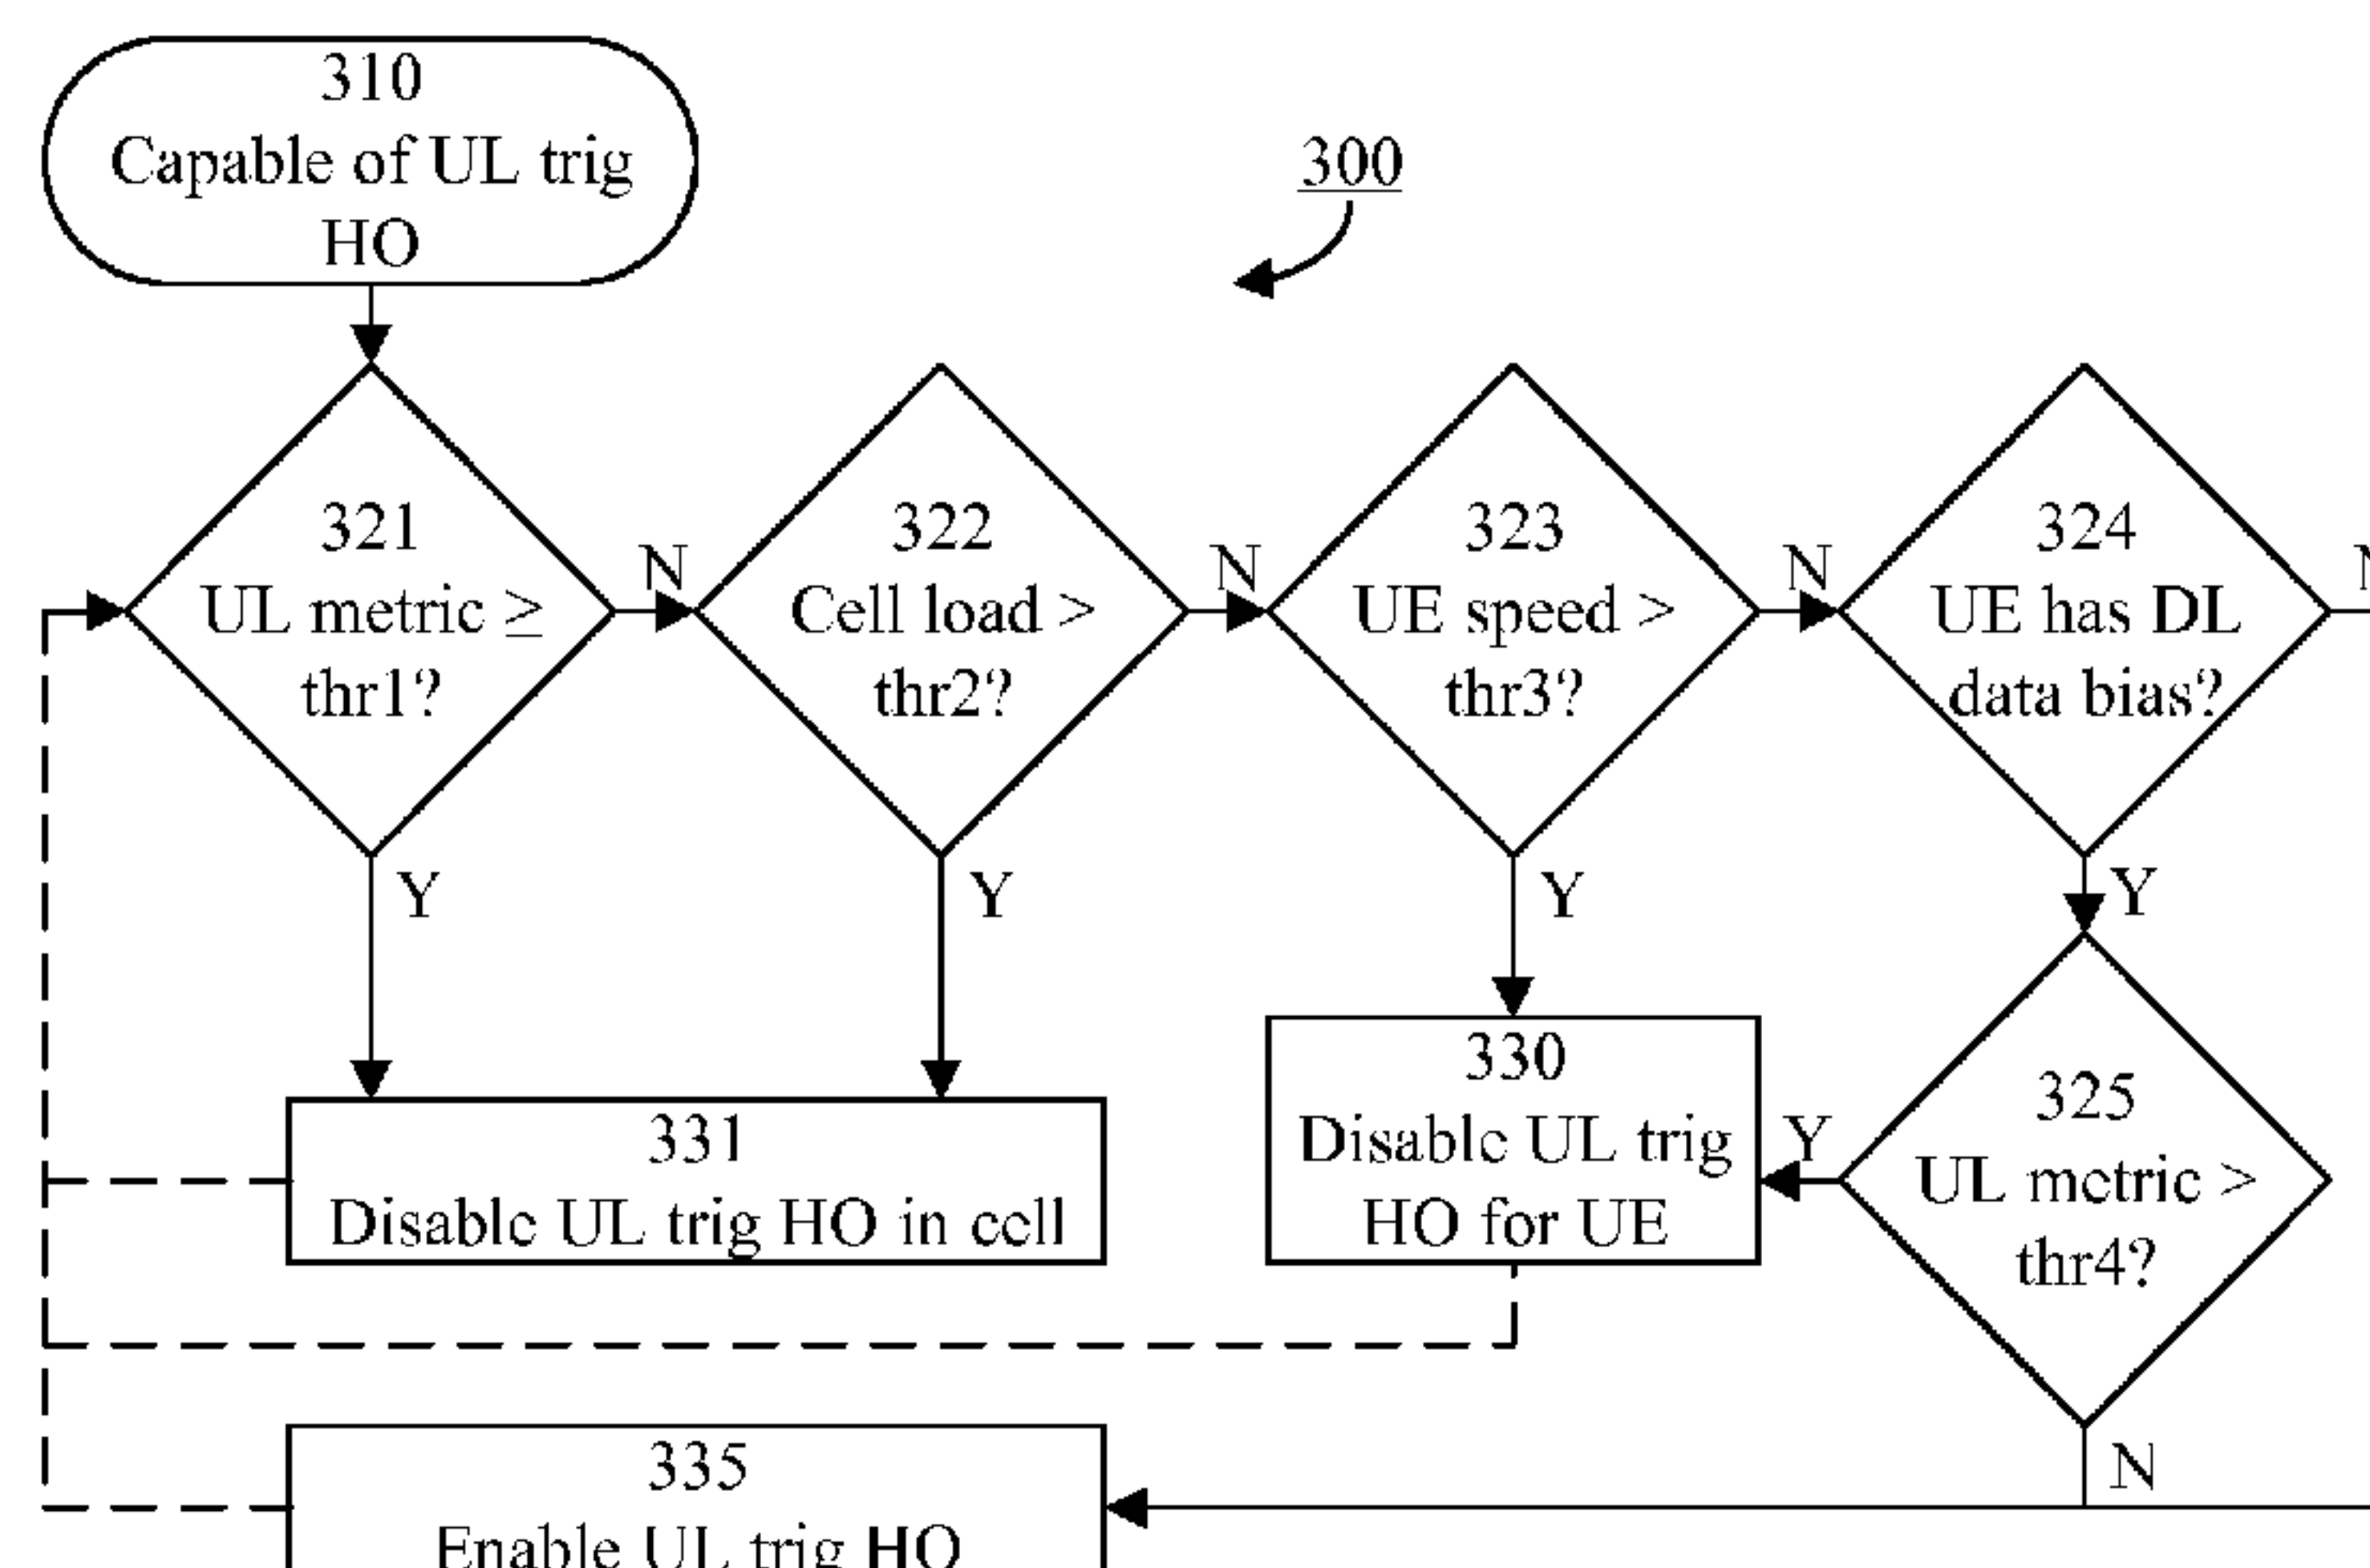 310
Capable of UL trig
HO
300
321
UL metric ≥
thr1?
N
322
Cell load >
thr2?
N
323
UE speed >
thr3?
N
324
UE has DL
data bias?
N
Y
Y
Y
Y
331
Disable UL trig HO in cell
330
Disable UL trig
HO for UE
Y
325
UL metric >
thr4?
N
335
Enable UL trig HO